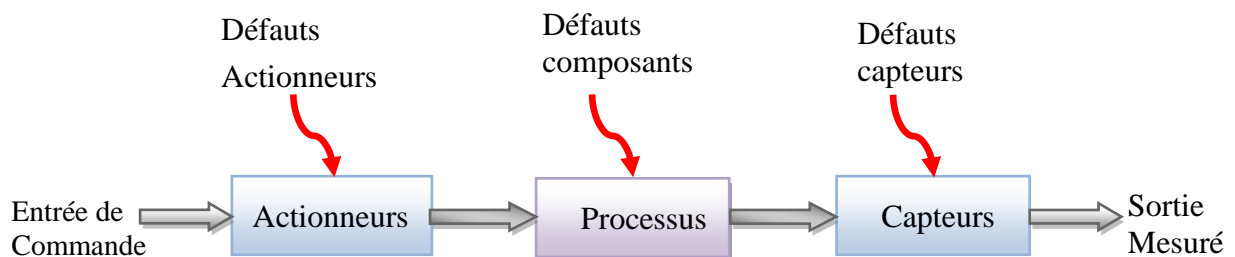 Défauts
Actionneurs
Défauts
composants
Défauts
capteurs
Entrée de
Commande
Actionneurs
Processus
Capteurs
Sortie
Mesuré